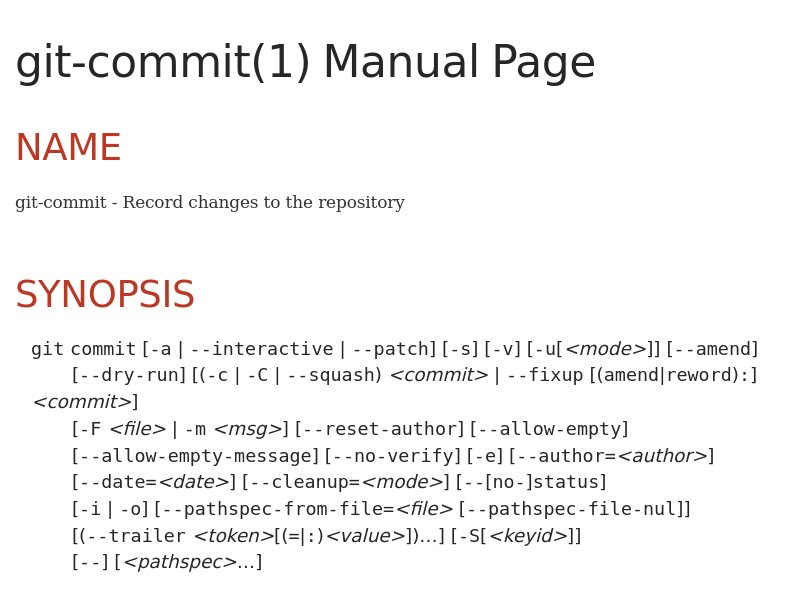 git-commit(1) Manual Page
NAME
git-commit - Record changes to the repository
SYNOPSIS
git commit [-a | --interactive | --patch] [-s] [-v] [-u[<mode>]] [--amend]
[--dry-run] [(-c | -C | --squash) <commit> | --fixup [(amend|reword):]
<commit>]
[-F <file> | -m <msg>] [--reset-author] [--allow-empty]
[--allow-empty-message] [--no-verify] [-e] [--author=<author>]
[--date=<date>] [--cleanup=<mode>] [--[no-]status]
[-i | -o] [--pathspec-from-file=<file> [--pathspec-file-nul]]
[(--trailer <token>[(=|:)<value>])…] [-S[<keyid>]]
[--] [<pathspec>…]